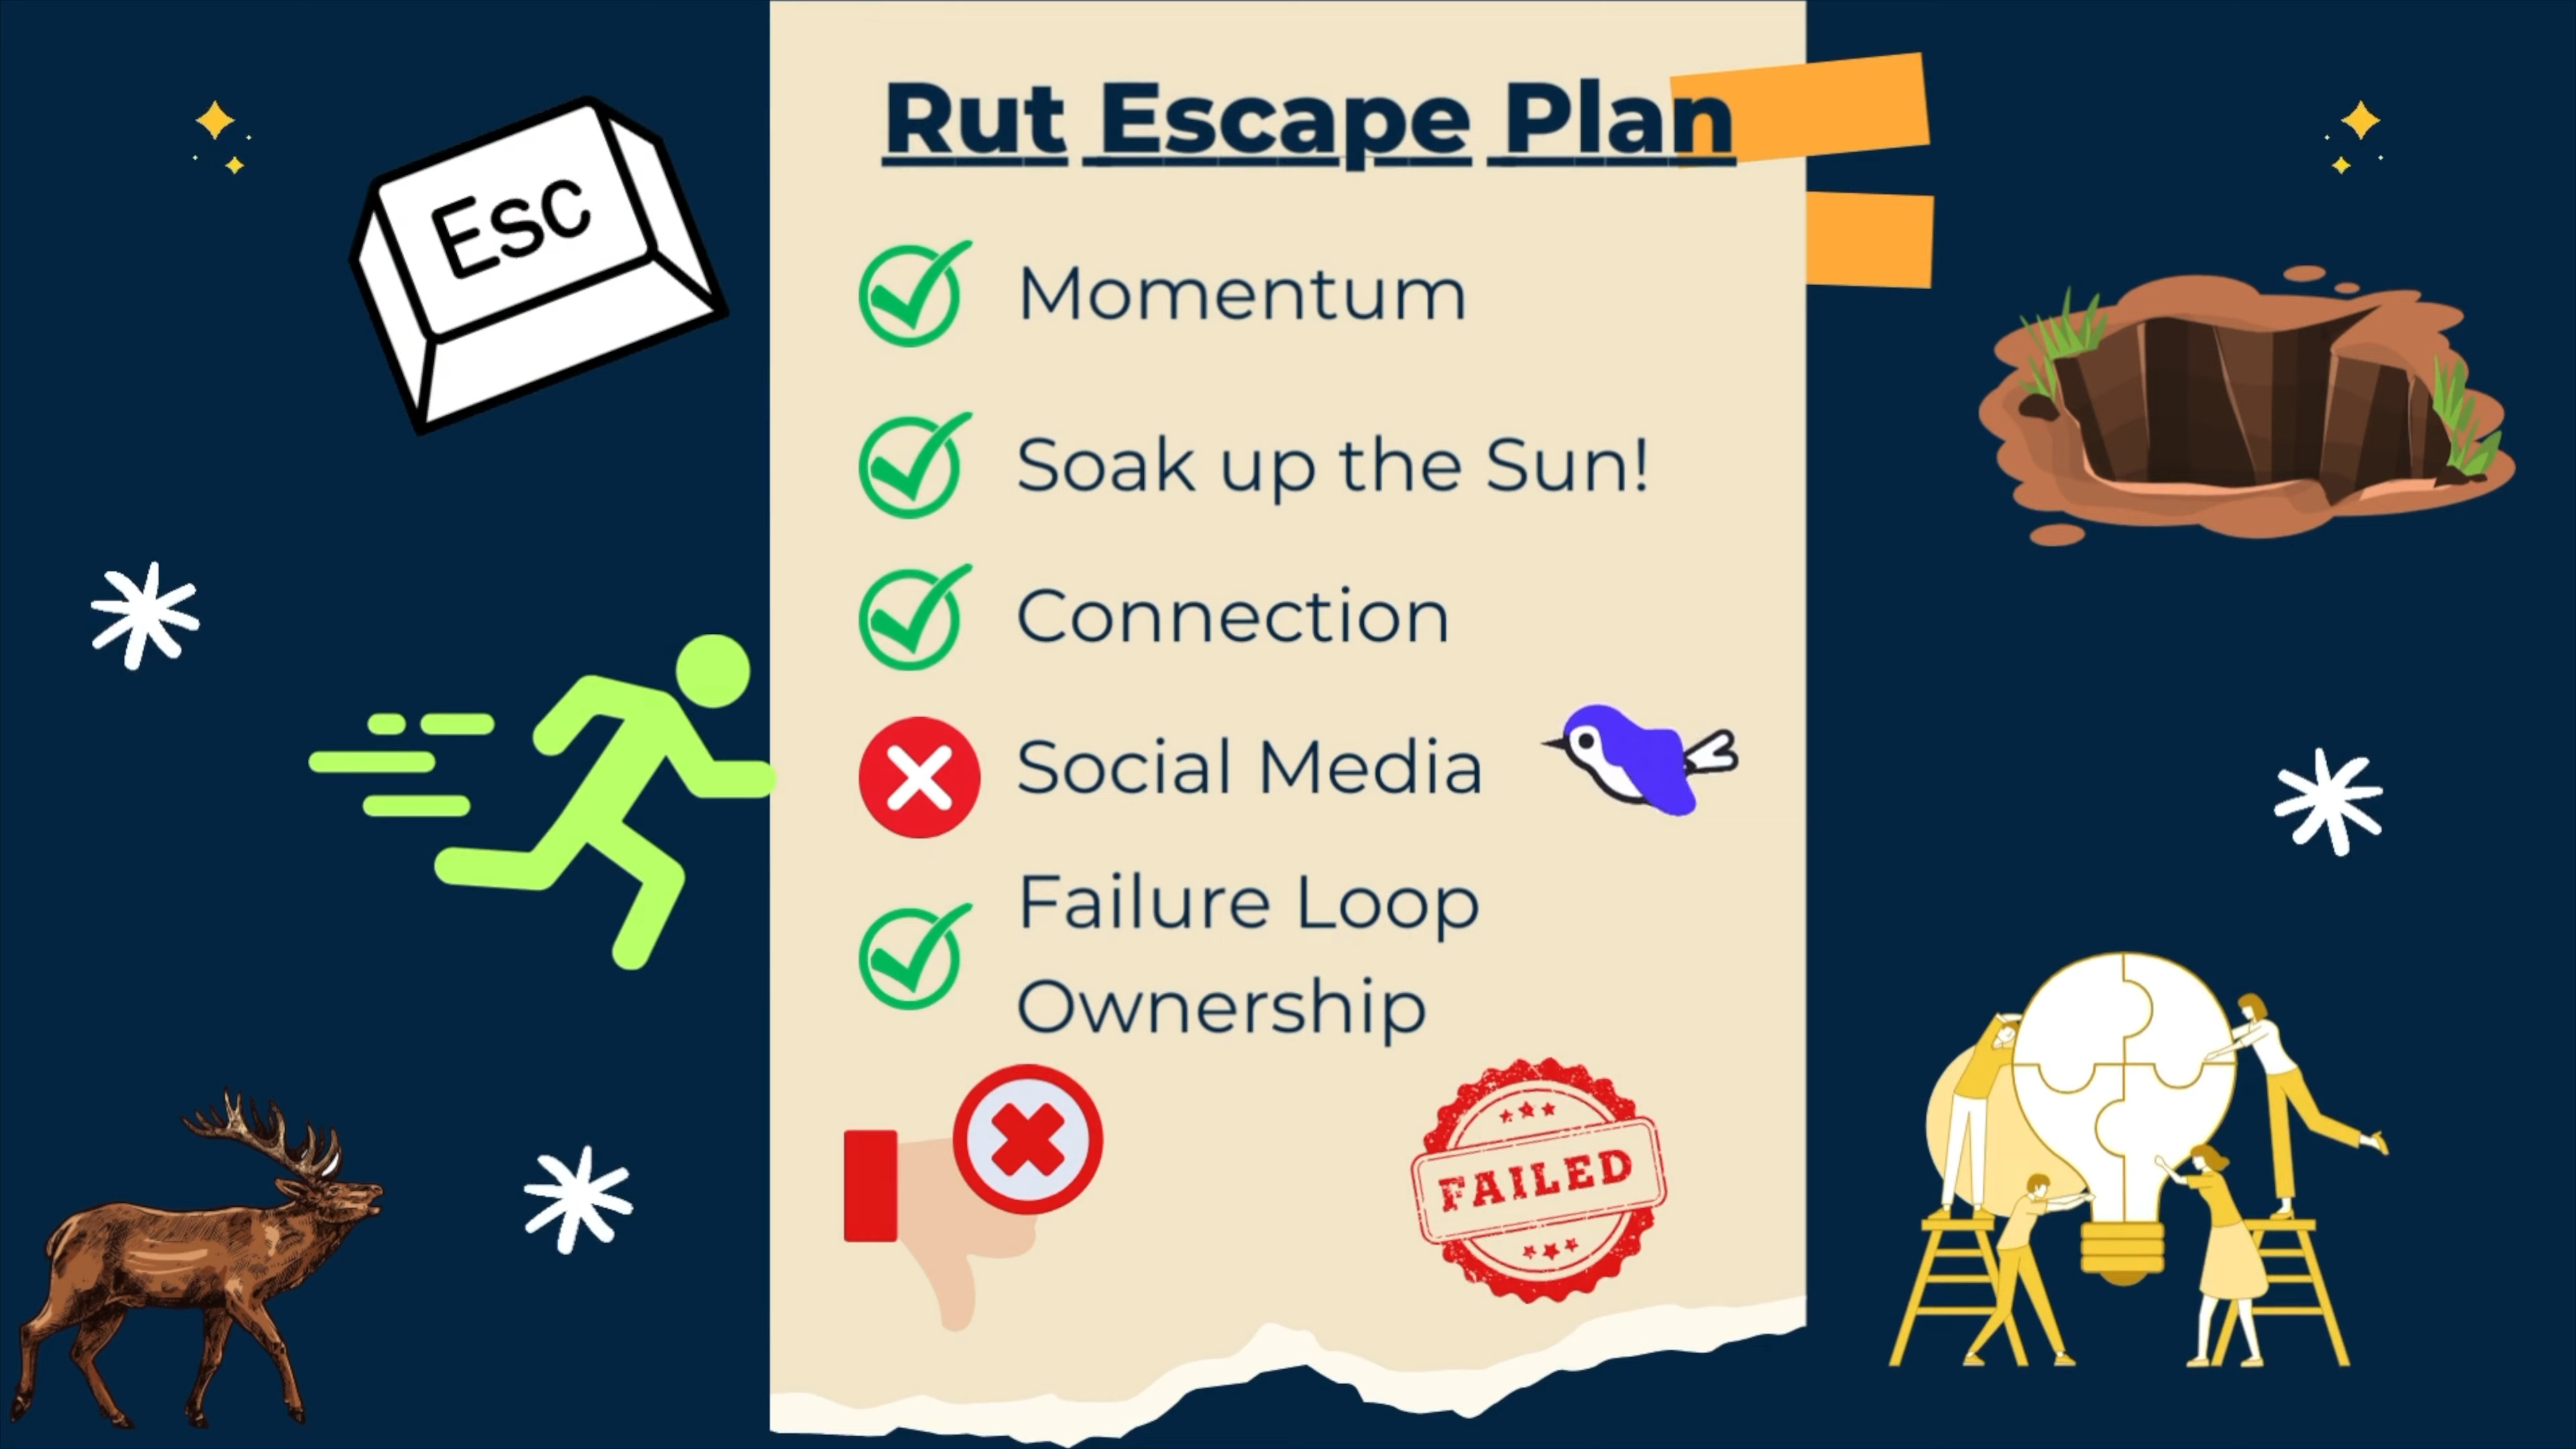 Esc
Rut Escape Plan
Momentum
Soak up the Sun!
Connection
Social Media
Failure Loop
Ownership
FAILED